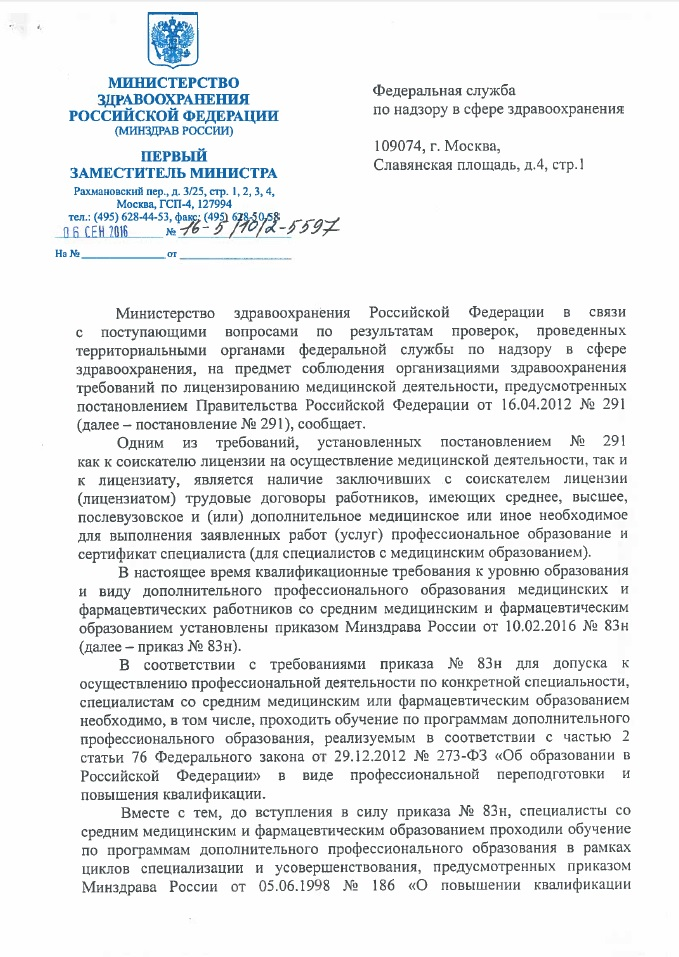 МИНИСТЕРСТВО
ЗДРАВООХРАНЕНИЯ
РОССИЙСКОЙ ФЕДЕРАЦИИ
(МИНЗДРАВ РОССИИ)
ПЕРВЫЙ
ЗАМЕСТИТЕЛЬ МИНИСТРА
Рахмановский пер., д. 3/25, стр. 1, 2, 3, 4,
Москва, ГСП-4, 127994
тел.: (495) 628-44-53, факс: (495) 628-50-58
06 СЕН 2016 № 16-5/10/2-5597
На № от
Федеральная служба
по надзору в сфере здравоохранения
109074, г. Москва,
Славянская площадь, д.4, стр.1
Министерство здравоохранения Российской Федерации в связи
с поступающими вопросами по результатам проверок, проведенных
территориальными органами федеральной службы по надзору в сфере
здравоохранения, на предмет соблюдения организациями здравоохранения
требований по лицензированию медицинской деятельности, предусмотренных
постановлением Правительства Российской Федерации от 16.04.2012 № 291
(далее – постановление № 291), сообщает.
Одним из требований, установленных постановлением № 291
как к соискателю лицензии на осуществление медицинской деятельности, так и
к лицензиату, является наличие заключивших с соискателем лицензии
(лицензиатом) трудовые договоры работников, имеющих среднее, высшее,
послевузовское и (или) дополнительное медицинское или иное необходимое
для выполнения заявленных работ (услуг) профессиональное образование и
сертификат специалиста (для специалистов с медицинским образованием).
В настоящее время квалификационные требования к уровню образования
и виду дополнительного профессионального образования медицинских и
фармацевтических работников со средним медицинским и фармацевтическим
образованием установлены приказом Минздрава России от 10.02.2016 № 83н
(далее – приказ № 83н).
В соответствии с требованиями приказа № 83н для допуска к
осуществлению профессиональной деятельности по конкретной специальности,
специалистам со средним медицинским или фармацевтическим образованием
необходимо, в том числе, проходить обучение по программам дополнительного
профессионального образования, реализуемым в соответствии с частью 2
статьи 76 Федерального закона от 29.12.2012 № 273-ФЗ «Об образовании в
Российской Федерации» в виде профессиональной переподготовки и
повышения квалификации.
Вместе с тем, до вступления в силу приказа № 83н, специалисты со
средним медицинским и фармацевтическим образованием проходили обучение
по программам дополнительного профессионального образования в рамках
циклов специализации и усовершенствования, предусмотренных приказом
Минздрава России от 05.06.1998 № 186 «О повышении квалификации